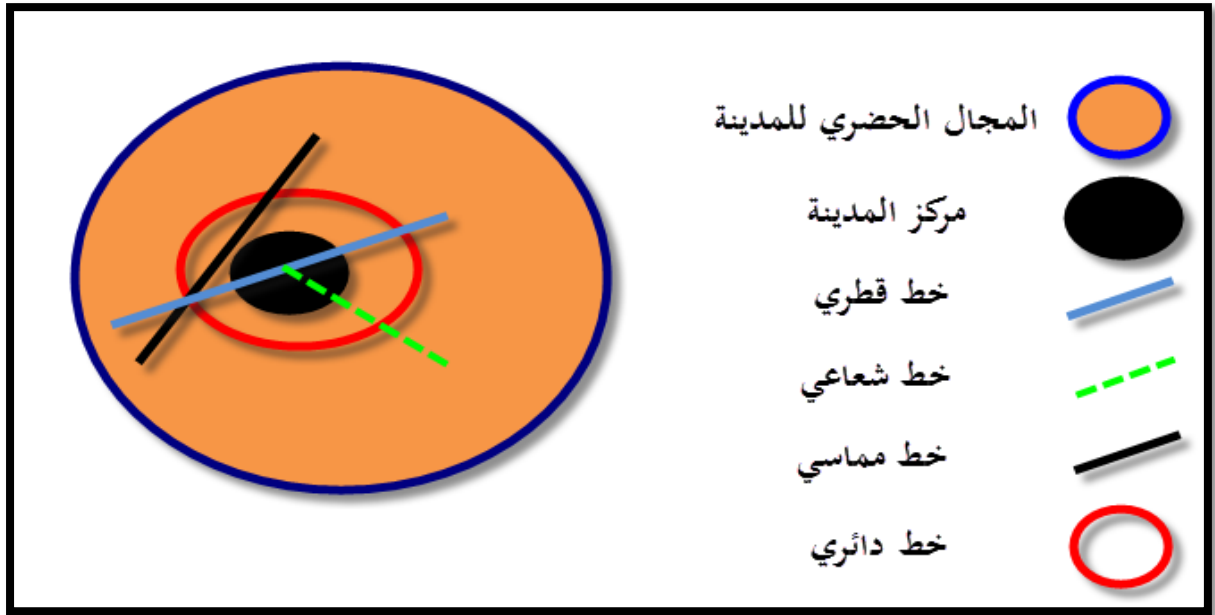 المجال الحضري للمدينة
مركز المدينة
خط قطري
خط شعاعي
خط مماسي
خط دائري